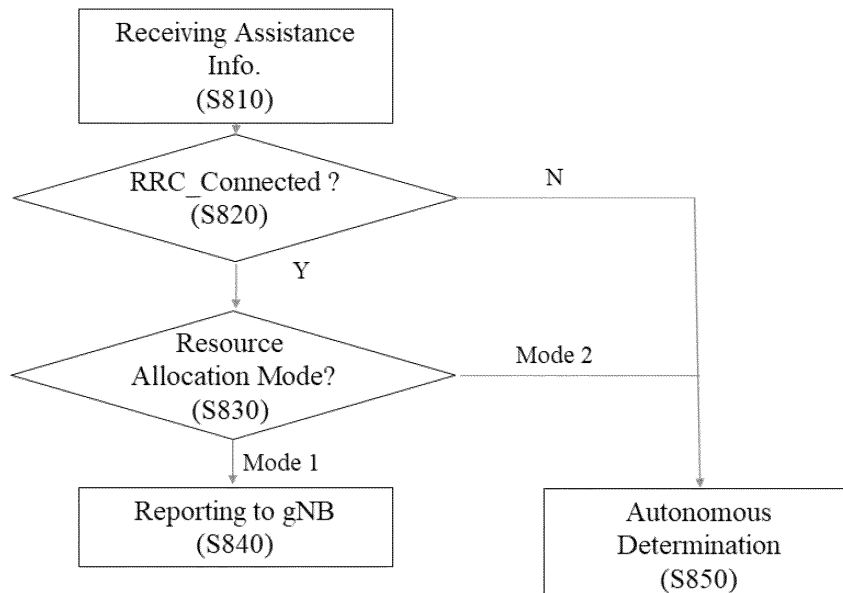 Receiving Assistance
Info.
(S810)
RRC_Connected ?
(S820)
N
Y
Resource
Allocation Mode?
(S830)
Mode 2
Mode 1
Reporting to gNB
(S840)
Autonomous
Determination
(S850)